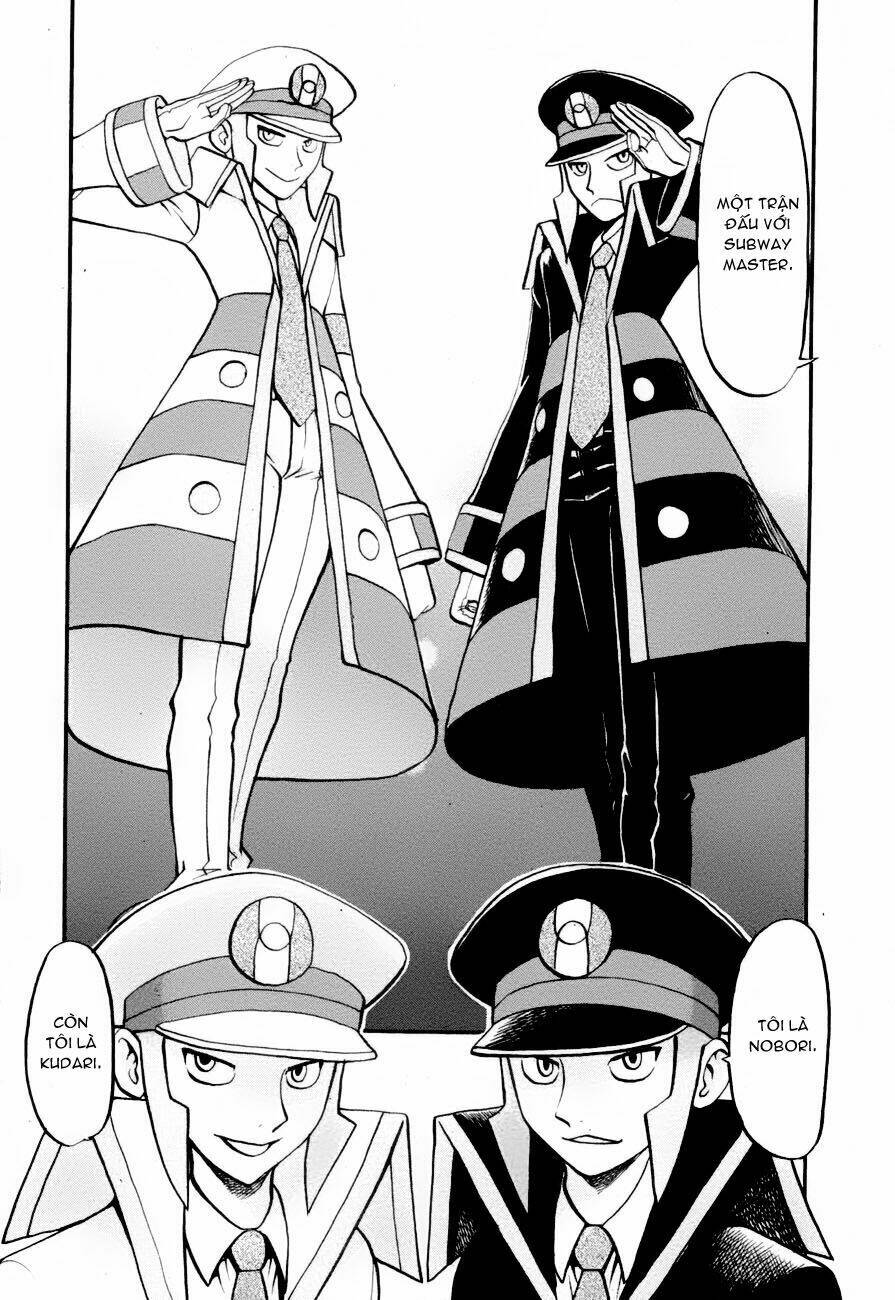 MỘT TRẬN
ĐẤU VỚI
SUBWAY
MASTER.
TÔI LÀ
NOBORI.
CÒN
TÔI LÀ
KUDARI.